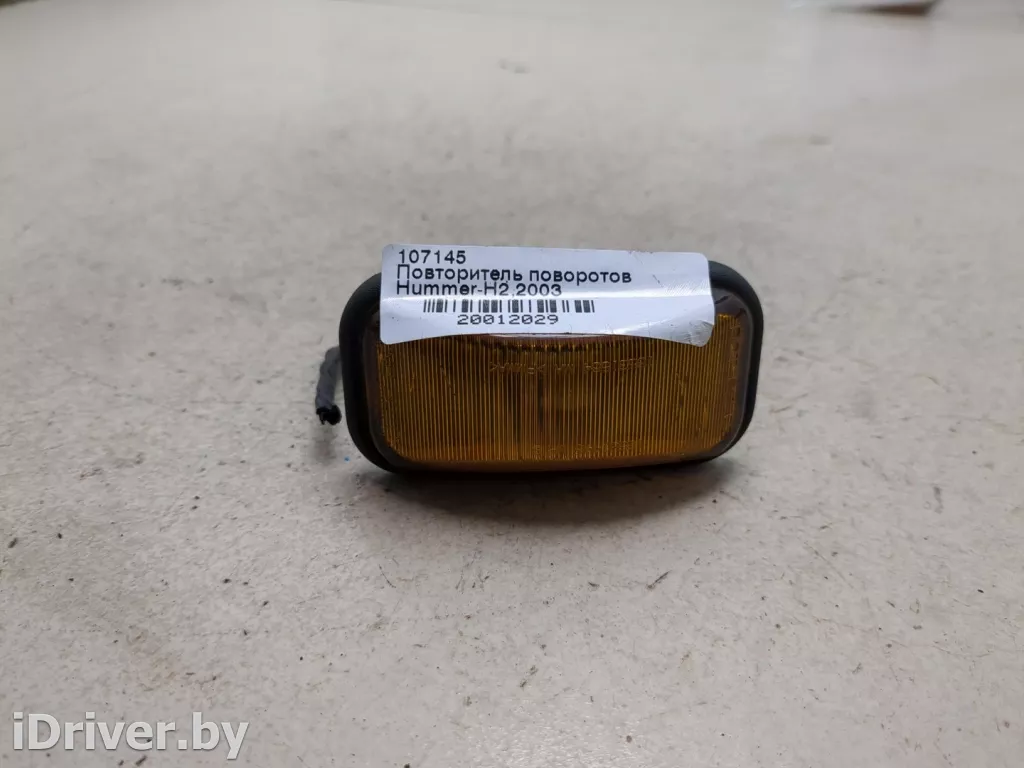 107145
Повторитель поворотов
Hummer-H2,2003
20012029
iDriver.by